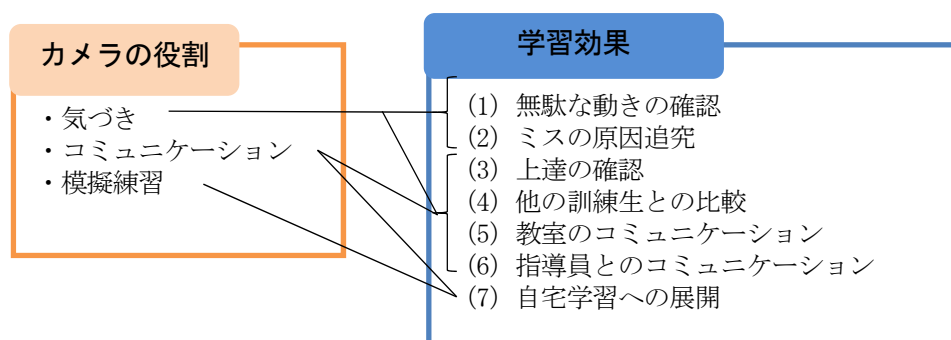 カメラの役割
・気づき
・コミュニケーション
・模擬練習
学習効果
(1) 無駄な動きの確認
(2) ミスの原因追究
(3) 上達の確認
(4) 他の訓練生との比較
(5) 教室のコミュニケーション
(6) 指導員とのコミュニケーション
(7) 自宅学習への展開